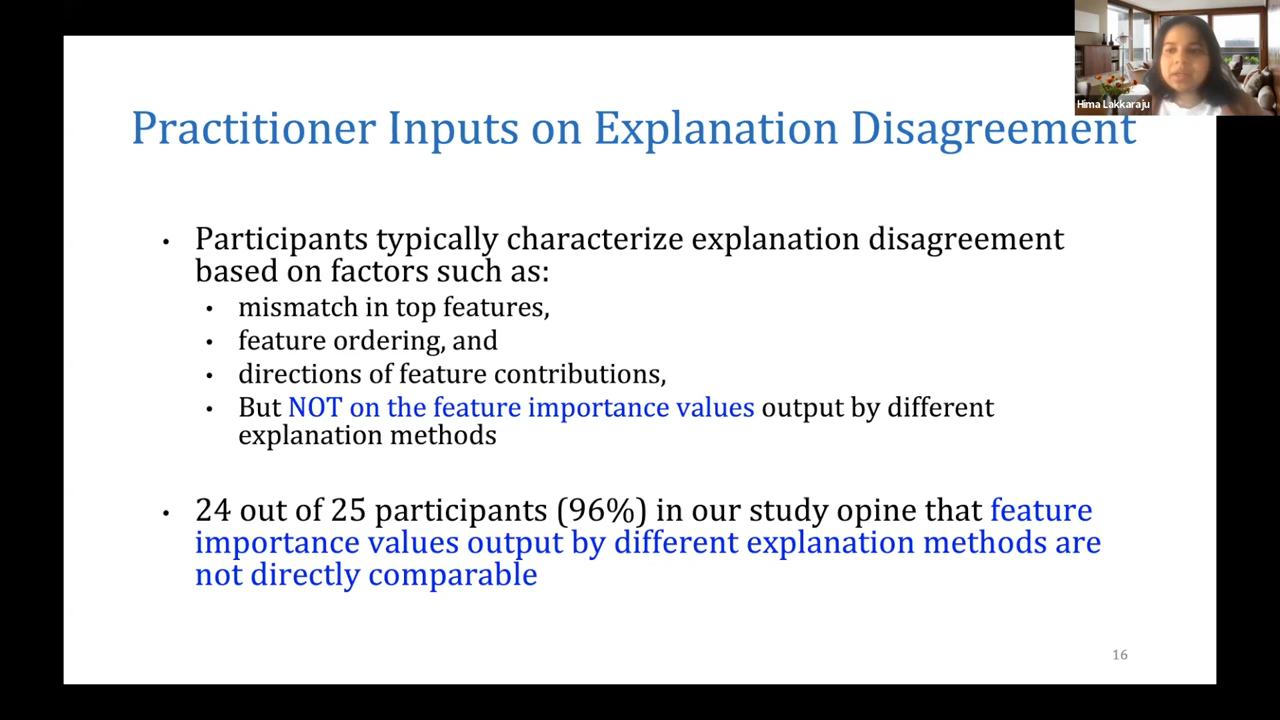 Hima Lakkaraju
Practitioner Inputs on Explanation Disagreement
• Participants typically characterize explanation disagreement
based on factors such as:
• mismatch in top features,
• feature ordering, and
• directions of feature contributions,
• But NOT on the feature importance values output by different
explanation methods
• 24 out of 25 participants (96%) in our study opine that feature
importance values output by different explanation methods are
not directly comparable
16